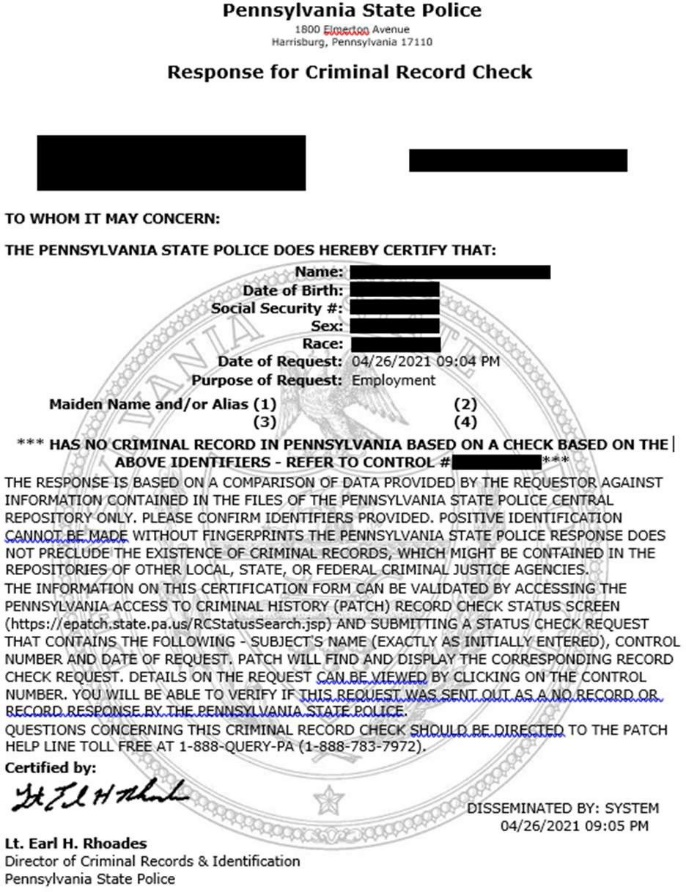 Pennsylvania State Police
1800 Elmerton Avenue
Harrisburg, Pennsylvania 17110
Response for Criminal Record Check
TO WHOM IT MAY CONCERN:
THE PENNSYLVANIA STATE POLICE DOES HEREBY CERTIFY THAT:
Name:
Date of Birth:
Social Security #:
Sex:
Race:
Date of Request: 04/26/2021 09:04 PM
Purpose of Request: Employment
Maiden Name and/or Alias (1) (2)
(3) (4)
*** HAS NO CRIMINAL RECORD IN PENNSYLVANIA BASED ON A CHECK BASED ON THE
ABOVE IDENTIFIERS - REFER TO CONTROL # ***
THE RESPONSE IS BASED ON A COMPARISON OF DATA PROVIDED BY THE REQUESTOR AGAINST
INFORMATION CONTAINED IN THE FILES OF THE PENNSYLVANIA STATE POLICE CENTRAL
REPOSITORY ONLY. PLEASE CONFIRM IDENTIFIERS PROVIDED. POSITIVE IDENTIFICATION
CANNOT BE MADE WITHOUT FINGERPRINTS THE PENNSYLVANIA STATE POLICE RESPONSE DOES
NOT PRECLUDE THE EXISTENCE OF CRIMINAL RECORDS, WHICH MIGHT BE CONTAINED IN THE
REPOSITORIES OF OTHER LOCAL, STATE, OR FEDERAL CRIMINAL JUSTICE AGENCIES.
THE INFORMATION ON THIS CERTIFICATION FORM CAN BE VALIDATED BY ACCESSING THE
PENNSYLVANIA ACCESS TO CRIMINAL HISTORY (PATCH) RECORD CHECK STATUS SCREEN
(https://epatch.state.pa.us/RCStatusSearch.jsp) AND SUBMITTING A STATUS CHECK REQUEST
THAT CONTAINS THE FOLLOWING - SUBJECT'S NAME (EXACTLY AS INITIALLY ENTERED), CONTROL
NUMBER AND DATE OF REQUEST. PATCH WILL FIND AND DISPLAY THE CORRESPONDING RECORD
CHECK REQUEST. DETAILS ON THE REQUEST CAN BE VIEWED BY CLICKING ON THE CONTROL
NUMBER. YOU WILL BE ABLE TO VERIFY IF THIS REQUEST WAS SENT OUT AS A NO RECORD OR
RECORD RESPONSE BY THE PENNSYLVANIA STATE POLICE.
QUESTIONS CONCERNING THIS CRIMINAL RECORD CHECK SHOULD BE DIRECTED TO THE PATCH
HELP LINE TOLL FREE AT 1-888-QUERY-PA (1-888-783-7972).
Certified by:
DISSEMINATED BY: SYSTEM
04/26/2021 09:05 PM
Lt. Earl H. Rhoades
Director of Criminal Records & Identification
Pennsylvania State Police